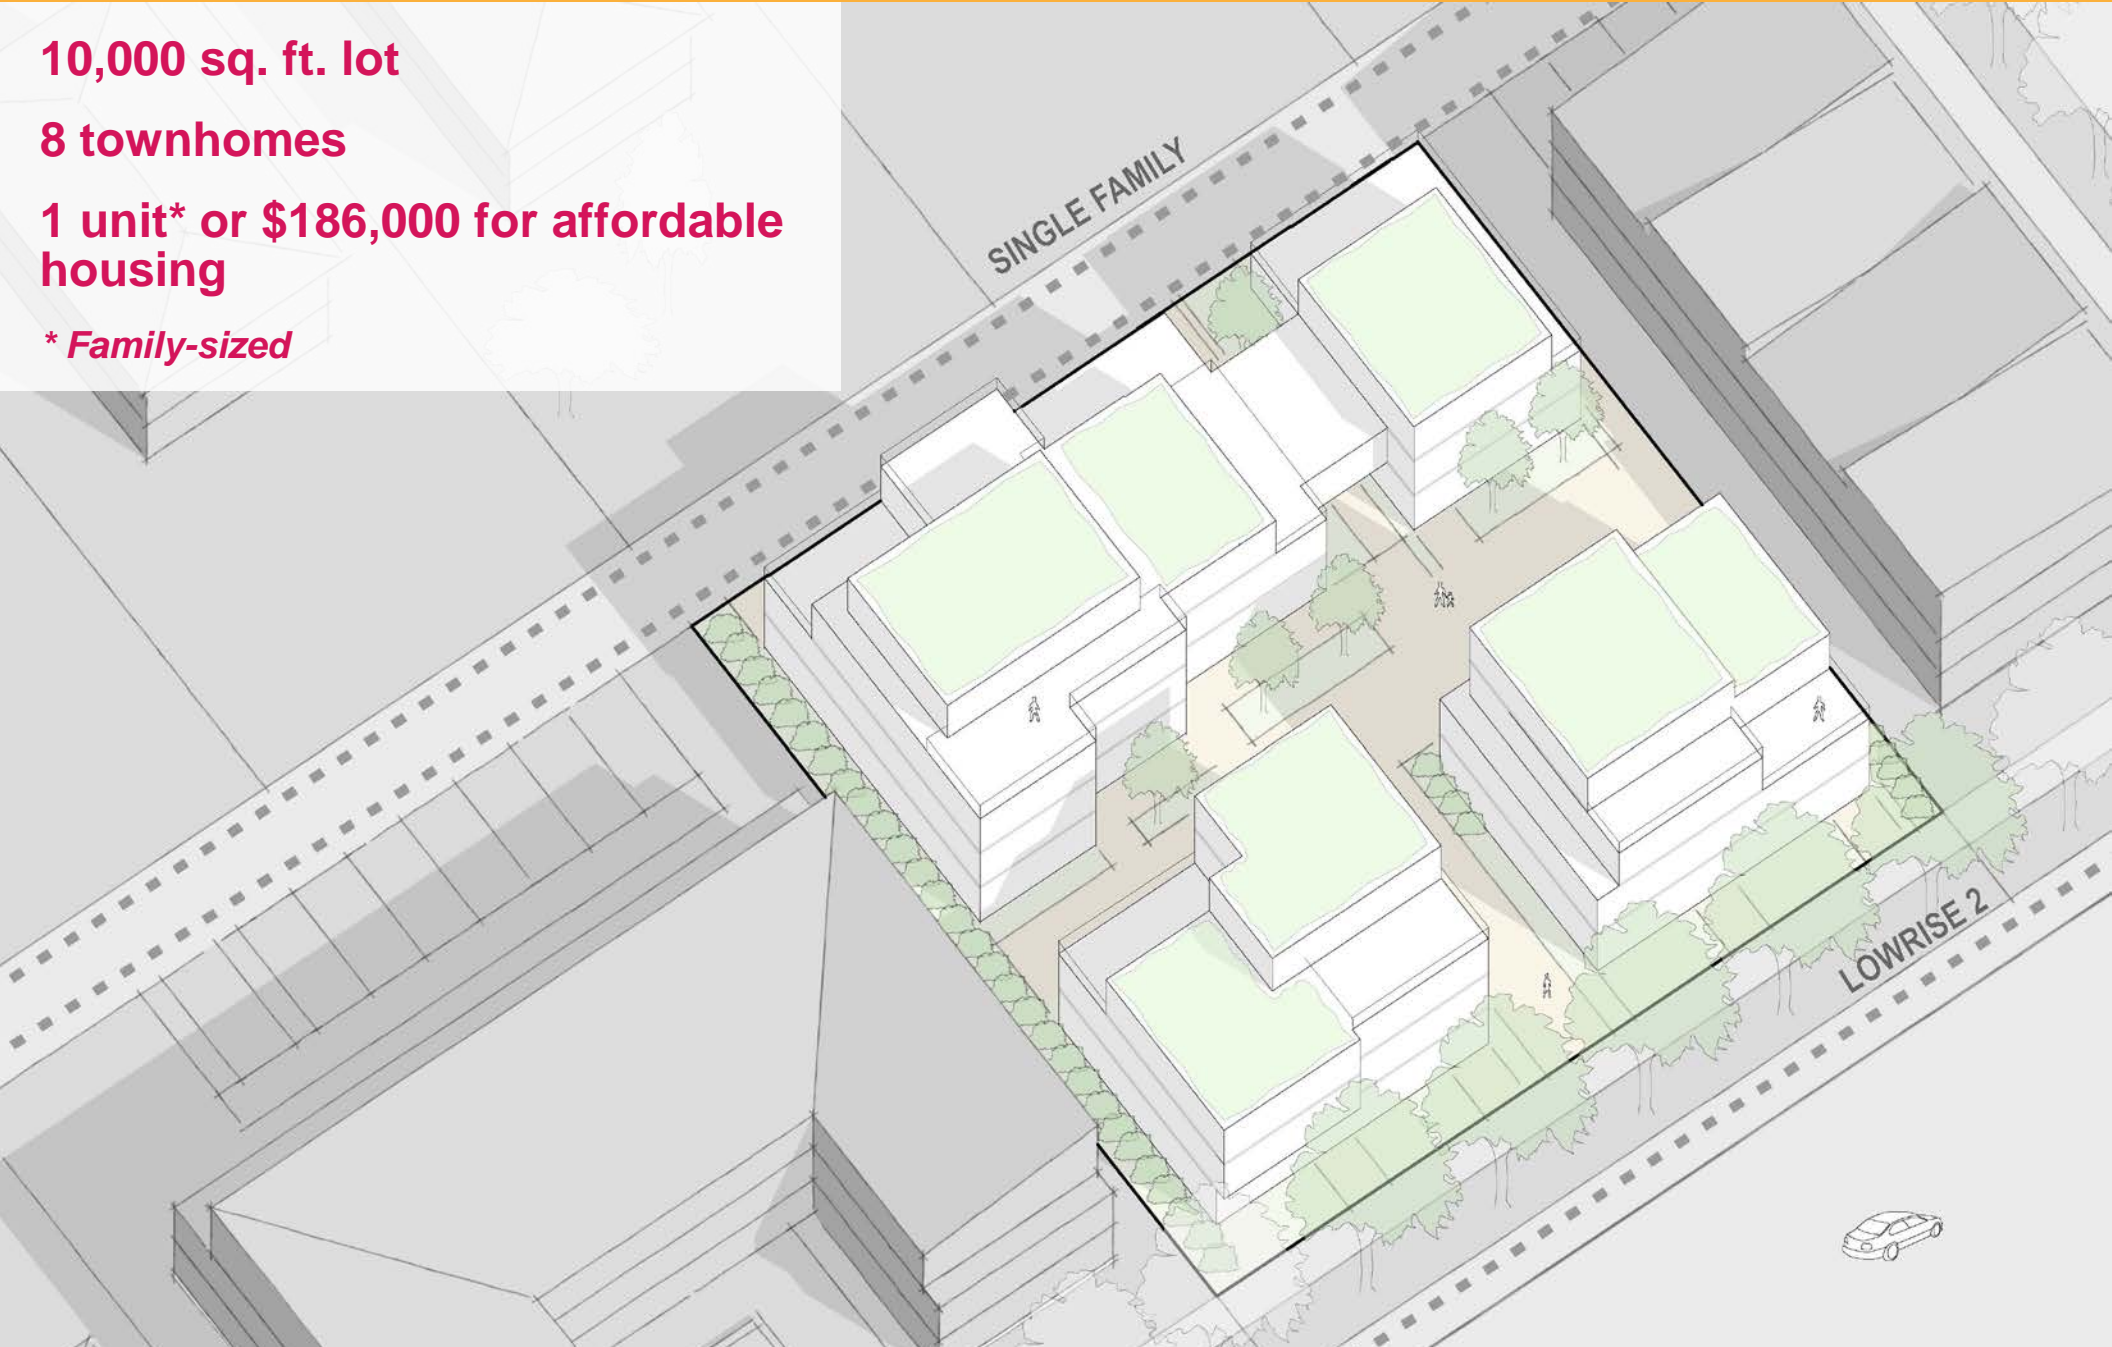 10,000 sq. ft. lot
8 townhomes
1 unit* or $186,000 for affordable
housing
* Family-sized
SINGLE FAMILY
LOWRISE 2